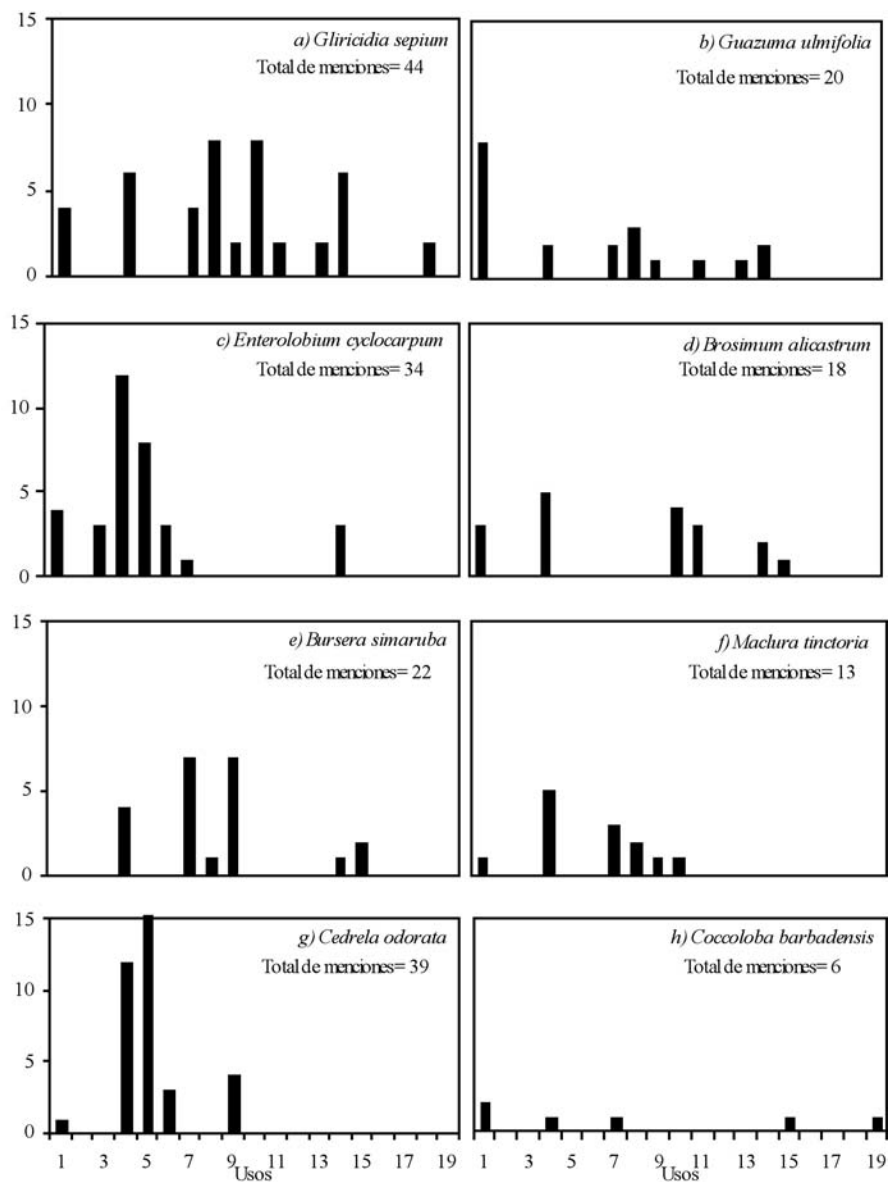 15
10
5
0
a) Gliricidia sepium
Total de menciones= 44
b) Guazuma ulmifolia
Total de menciones= 20
15
10
5
0
c) Enterolobium cyclocarpum
Total de menciones= 34
d) Brosimum alicastrum
Total de menciones= 18
15
10
5
0
e) Bursera simaruba
Total de menciones= 22
f) Maclura tinctoria
Total de menciones= 13
15
10
5
0
g) Cedrela odorata
Total de menciones= 39
h) Coccoloba barbadensis
Total de menciones= 6
1 3 5 7 9 11 13 15 17 19
Usos
1 3 5 7 9 11 13 15 17 19
Usos